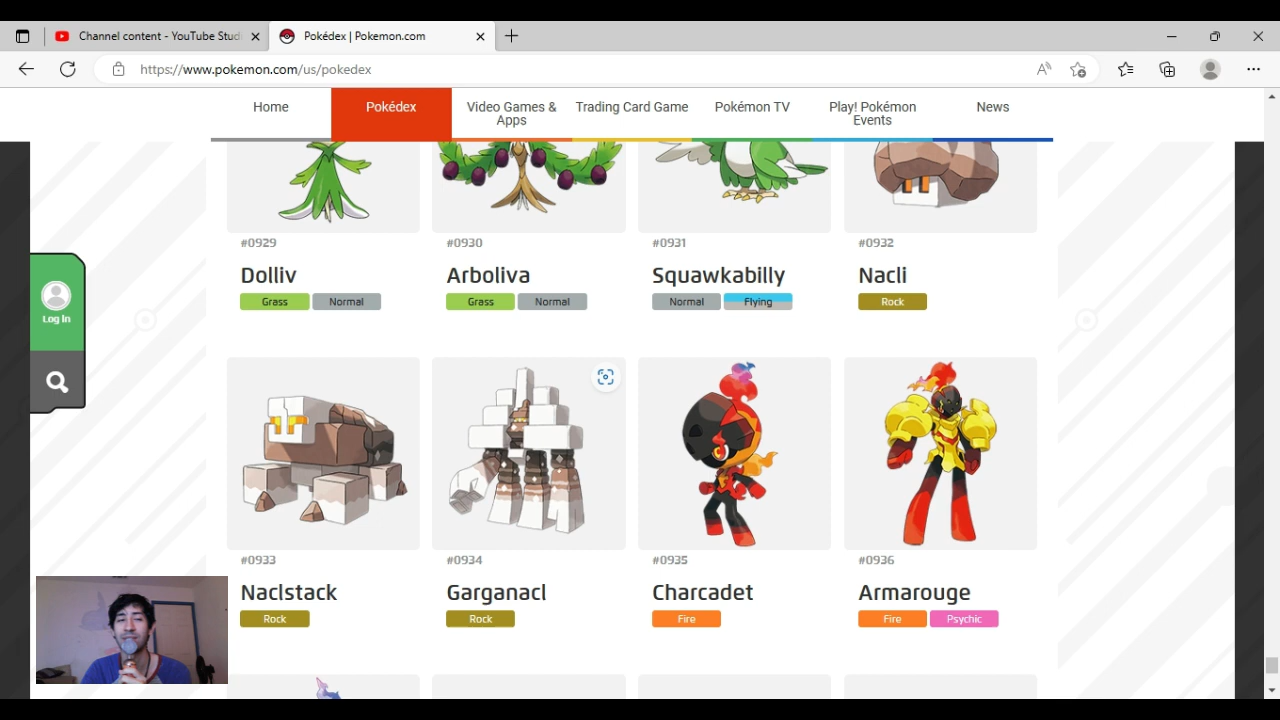 Channel content - YouTube Studi
Pokédex | Pokemon.com
https://www.pokemon.com/us/pokedex
Home
Pokédex
Video Games &
Apps
Trading Card Game
Pokémon TV
Play! Pokémon
Events
News
#0929
#0930
#0931
#0932
Dolliv
Arboliva
Squawkabilly
Nacli
Grass
Normal
Grass
Normal
Normal
Flying
Rock
Log In
#0933
#0934
#0935
#0936
Naclstack
Garganacl
Charcadet
Armarouge
Rock
Rock
Fire
Fire
Psychic